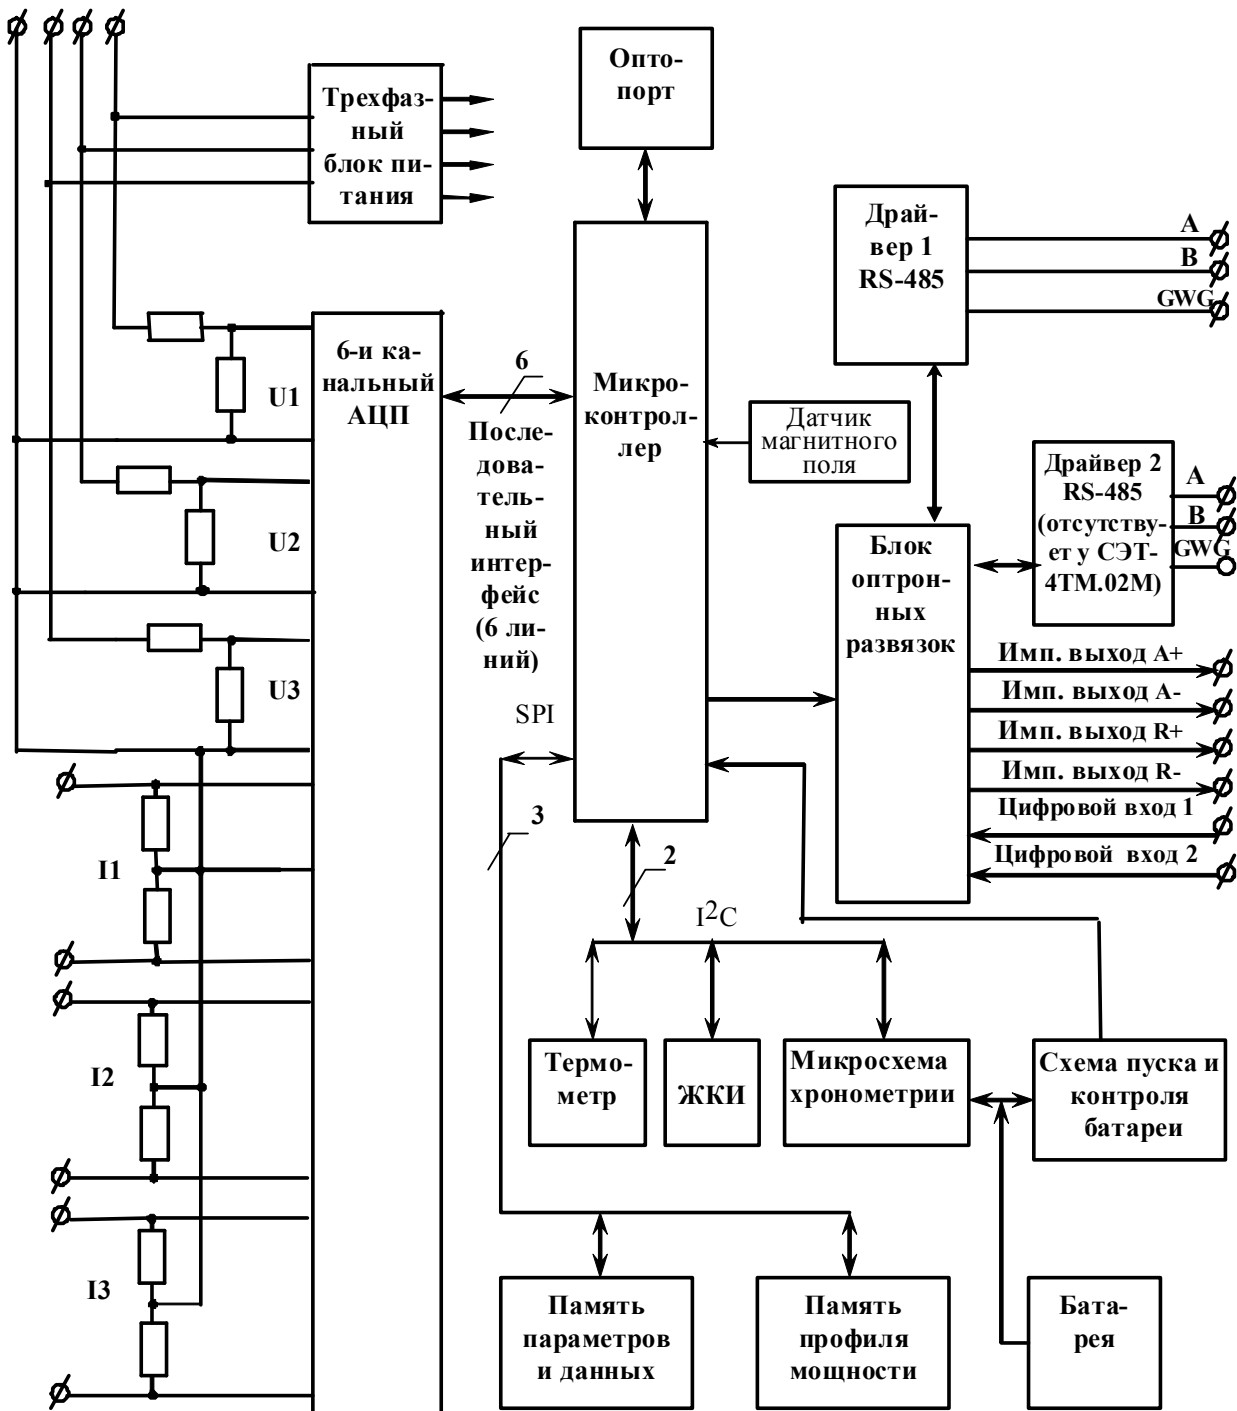 Опто-
порт
Трехфаз-
ный
блок пи-
тания
Драй-
вер 1
RS-485
A
B
GWG
6-и ка-
нальный
АЦП
U1
U2
U3
6
После-
дова-
тель-
ный
интер-
фейс
(6 ли-
ний)
Микро-
контрол-
лер
Датчик
магнитного
поля
Драйвер 2
RS-485
(отсутству-
ет у СЭТ-
4ТМ.02М)
A
B
GWG
Блок
оптрон-
ных
развязок
Имп. выход A+
Имп. выход A-
Имп. выход R+
Имп. выход R-
Цифровой вход 1
Цифровой вход 2
SPI
3
2
I²C
I1
I2
I3
Термо-
метр
ЖКИ
Микросхема
хронометрии
Схема пуска и
контроля
батареи
Память
параметров
и данных
Память
профиля
мощности
Бата-
рея